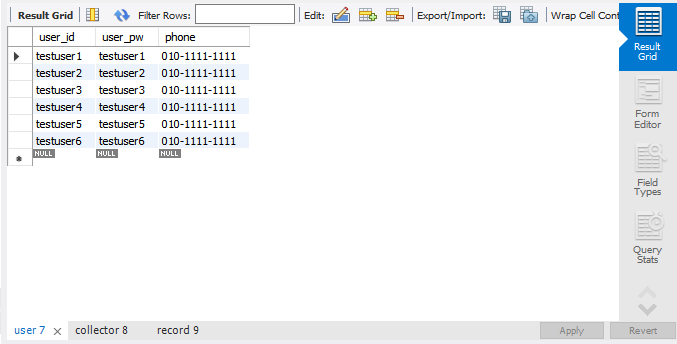 Result Grid Filter Rows: Edit: Export/Import: Wrap Cell Cont
user_id user_pw phone
testuser1 testuser1 010-1111-1111
testuser2 testuser2 010-1111-1111
testuser3 testuser3 010-1111-1111
testuser4 testuser4 010-1111-1111
testuser5 testuser5 010-1111-1111
testuser6 testuser6 010-1111-1111
NULL NULL NULL
Result
Grid
Form
Editor
Field
Types
Query
Stats
user 7 collector 8 record 9 Apply Revert